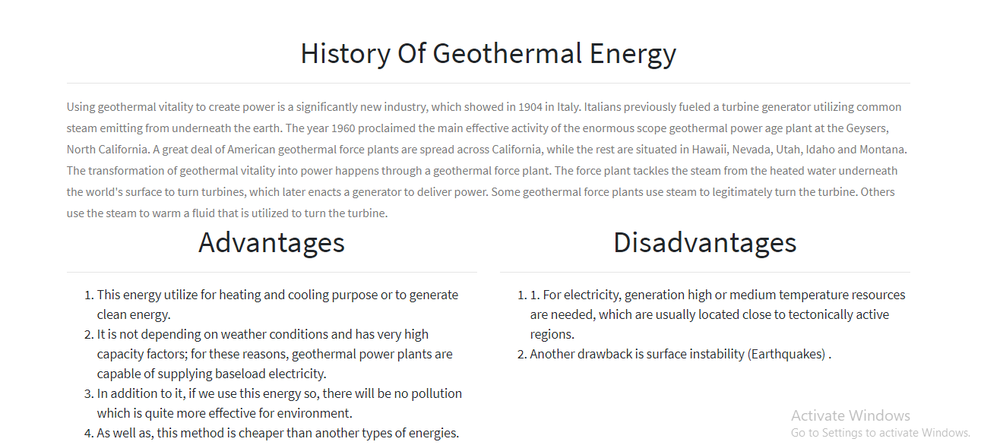 History Of Geothermal Energy
Using geothermal vitality to create power is a significantly new industry, which showed in 1904 in Italy. Italians previously fueled a turbine generator utilizing common
steam emitting from underneath the earth. The year 1960 proclaimed the main effective activity of the enormous scope geothermal power age plant at the Geysers,
North California. A great deal of American geothermal force plants are spread across California, while the rest are situated in Hawaii, Nevada, Utah, Idaho and Montana.
The transformation of geothermal vitality into power happens through a geothermal force plant. The force plant tackles the steam from the heated water underneath
the world's surface to turn turbines, which later enacts a generator to deliver power. Some geothermal force plants use steam to legitimately turn the turbine. Others
use the steam to warm a fluid that is utilized to turn the turbine.
Advantages
1. This energy utilize for heating and cooling purpose or to generate
clean energy.
2. It is not depending on weather conditions and has very high
capacity factors; for these reasons, geothermal power plants are
capable of supplying baseload electricity.
3. In addition to it, if we use this energy so, there will be no pollution
which is quite more effective for environment.
4. As well as, this method is cheaper than another types of energies.
Disadvantages
1. 1. For electricity, generation high or medium temperature resources
are needed, which are usually located close to tectonically active
regions.
2. Another drawback is surface instability (Earthquakes) .
Activate Windows
Go to Settings to activate Windows.